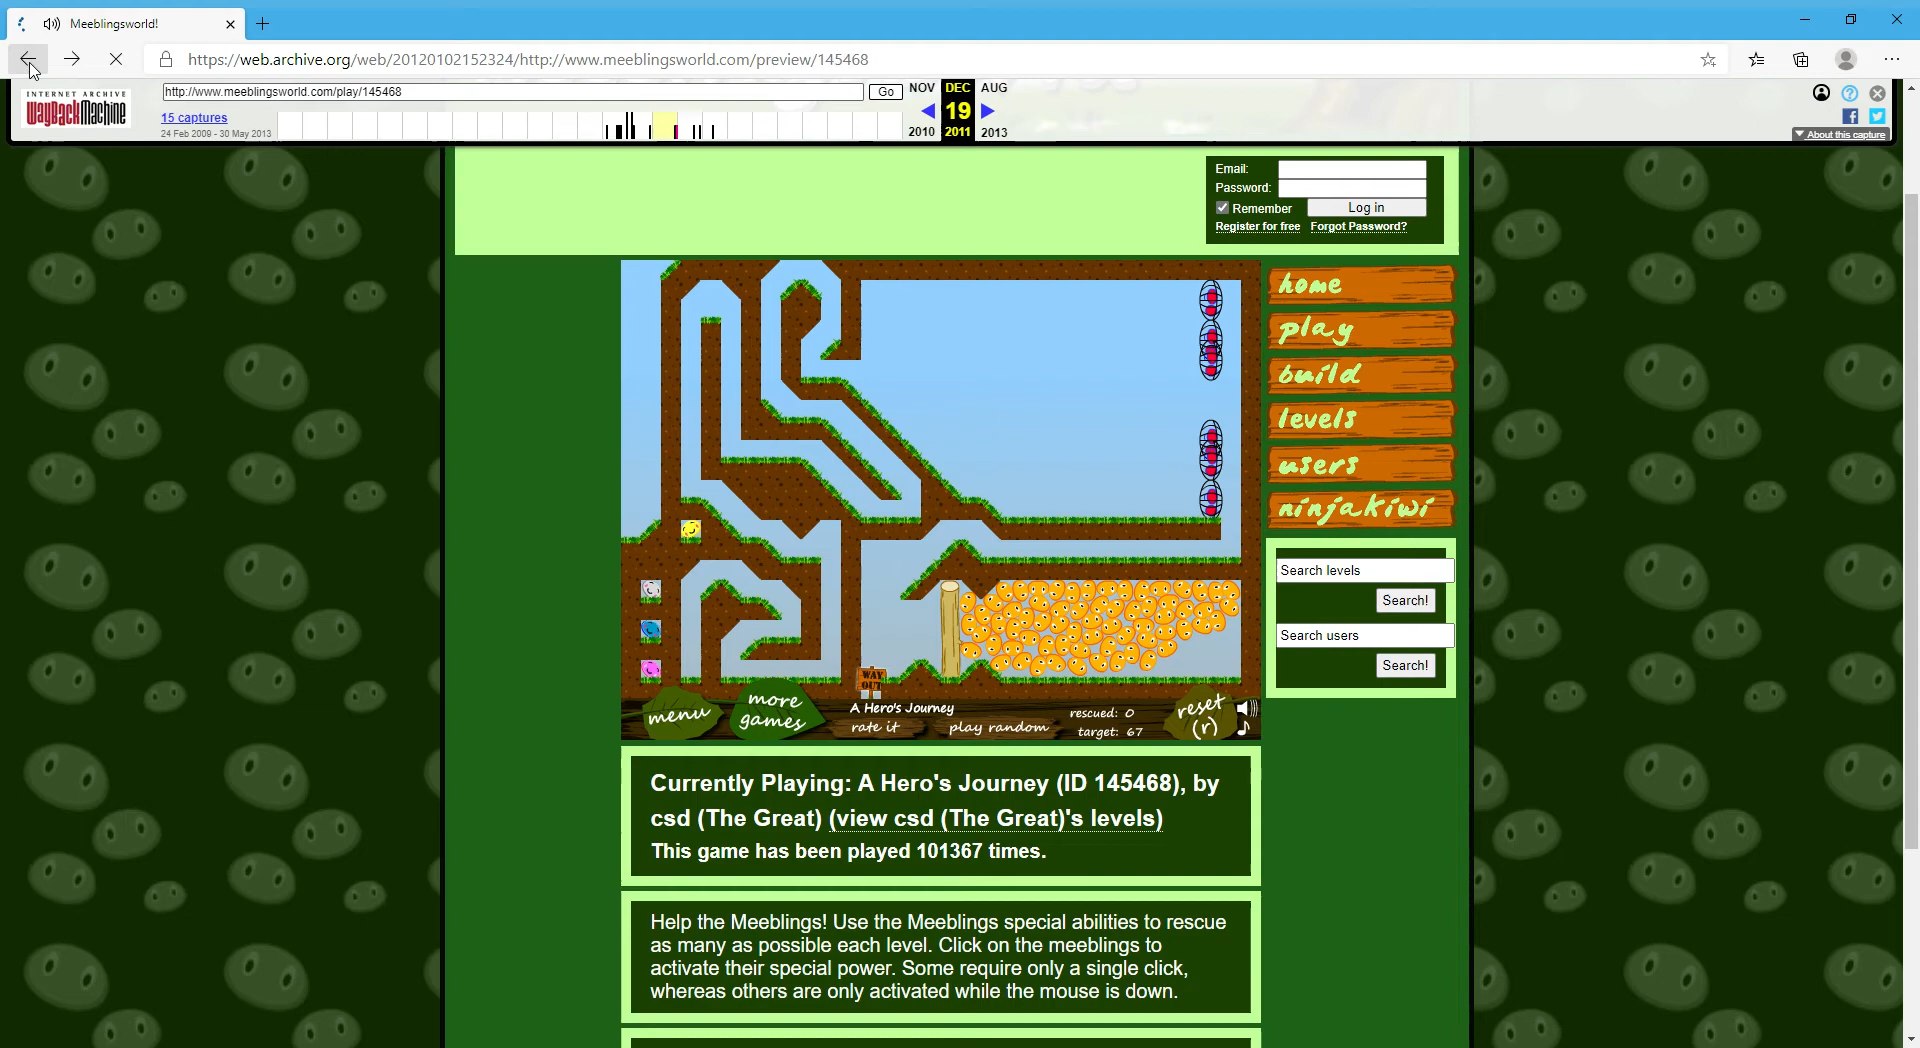 Meeblingsworld!
https://web.archive.org/web/20120102152324/http://www.meeblingsworld.com/preview/145468
INTERNET ARCHIVE
WayBackMachine
http://www.meeblingsworld.com/play/145468
Go
NOV DEC AUG
15 captures
19
24 Feb 2009 - 30 May 2013
2010 2011 2013
About this capture
Email:
Password:
Remember
Log in
Register for free Forgot Password?
home
play
build
levels
users
ninjakiwi
Search levels
Search!
Search users
Search!
WAY
OUT
menu
more
games
A Hero's Journey
rate it
play random
rescued: 0
target: 67
reset
(r)
Currently Playing: A Hero's Journey (ID 145468), by
csd (The Great) (view csd (The Great)'s levels)
This game has been played 101367 times.
Help the Meeblings! Use the Meeblings special abilities to rescue
as many as possible each level. Click on the meeblings to
activate their special power. Some require only a single click,
whereas others are only activated while the mouse is down.